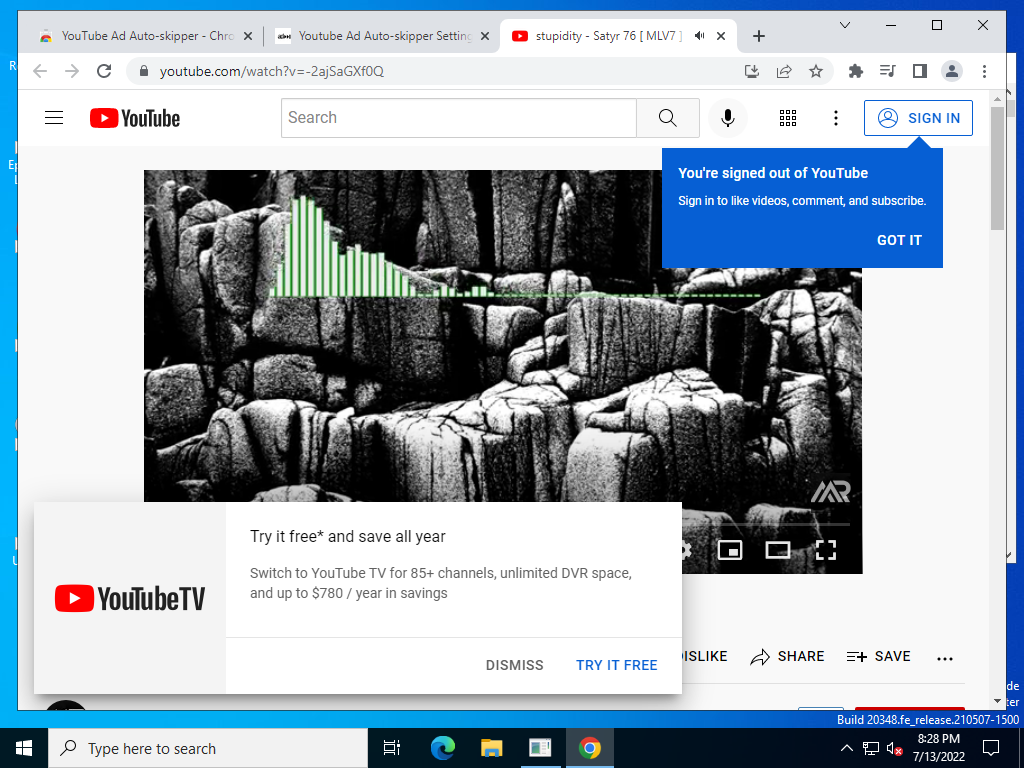 YouTube Ad Auto-skipper - Chro
Youtube Ad Auto-skipper Setting
stupidity - Satyr 76 [ MLV7 ]
youtube.com/watch?v=-2ajSaGXf0Q
YouTube
Search
SIGN IN
You're signed out of YouTube
Sign in to like videos, comment, and subscribe.
GOT IT
MR
Try it free* and save all year
Switch to YouTube TV for 85+ channels, unlimited DVR space,
and up to $780 / year in savings
YouTubeTV
DISMISS
TRY IT FREE
DISLIKE
SHARE
SAVE
Build 20348.fe_release.210507-1500
Type here to search
8:28 PM
7/13/2022